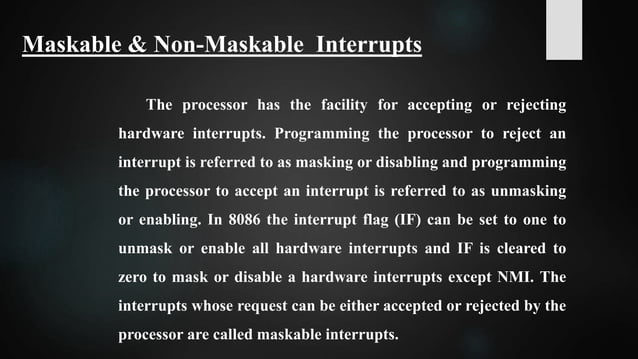 Maskable & Non-Maskable Interrupts
The processor has the facility for accepting or rejecting
hardware interrupts. Programming the processor to reject an
interrupt is referred to as masking or disabling and programming
the processor to accept an interrupt is referred to as unmasking
or enabling. In 8086 the interrupt flag (IF) can be set to one to
unmask or enable all hardware interrupts and IF is cleared to
zero to mask or disable a hardware interrupts except NMI. The
interrupts whose request can be either accepted or rejected by the
processor are called maskable interrupts.